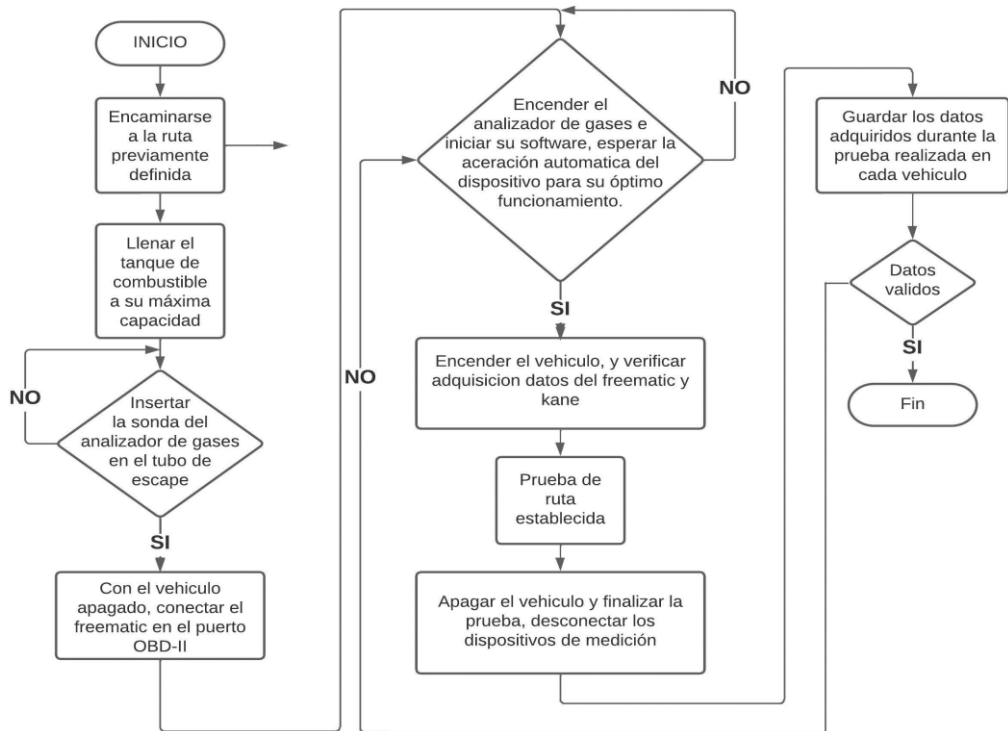 INICIO
Encaminarse
a la ruta
previamente
definida
Llenar el
tanque de
combustible
a su máxima
capacidad
NO
Insertar
la sonda del
analizador de gases
en el tubo de
escape
SI
Con el vehiculo
apagado, conectar el
freematic en el puerto
OBD-II
NO
Encender el
analizador de gases e
iniciar su software, esperar la
aceración automatica del
dispositivo para su óptimo
funcionamiento.
SI
Encender el vehiculo, y verificar
adquisicion datos del freematic y
kane
Prueba de
ruta
establecida
Apagar el vehiculo y finalizar la
prueba, desconectar los
dispositivos de medición
Guardar los datos
adquiridos durante la
prueba realizada en
cada vehiculo
Datos
validos
NO
SI
Fin